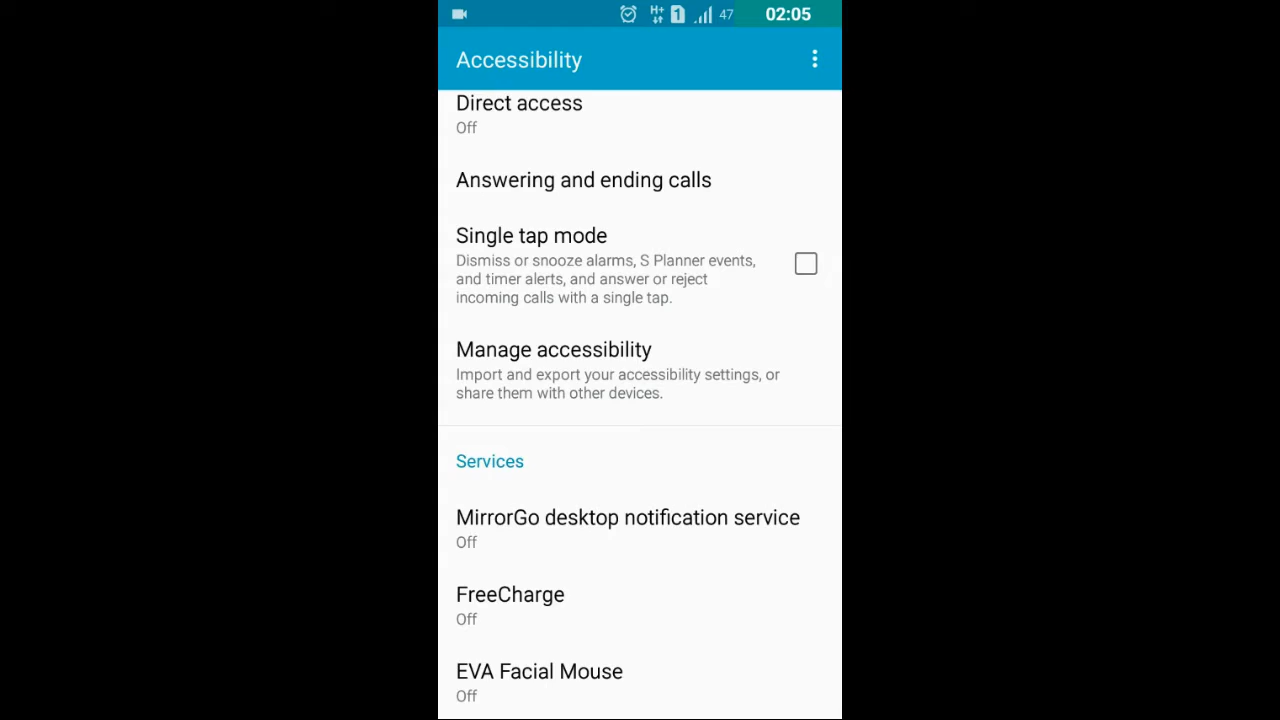 H+ 1 47 02:05
Accessibility
Direct access
Off
Answering and ending calls
Single tap mode
Dismiss or snooze alarms, S Planner events,
and timer alerts, and answer or reject
incoming calls with a single tap.
Manage accessibility
Import and export your accessibility settings, or
share them with other devices.
Services
MirrorGo desktop notification service
Off
FreeCharge
Off
EVA Facial Mouse
Off